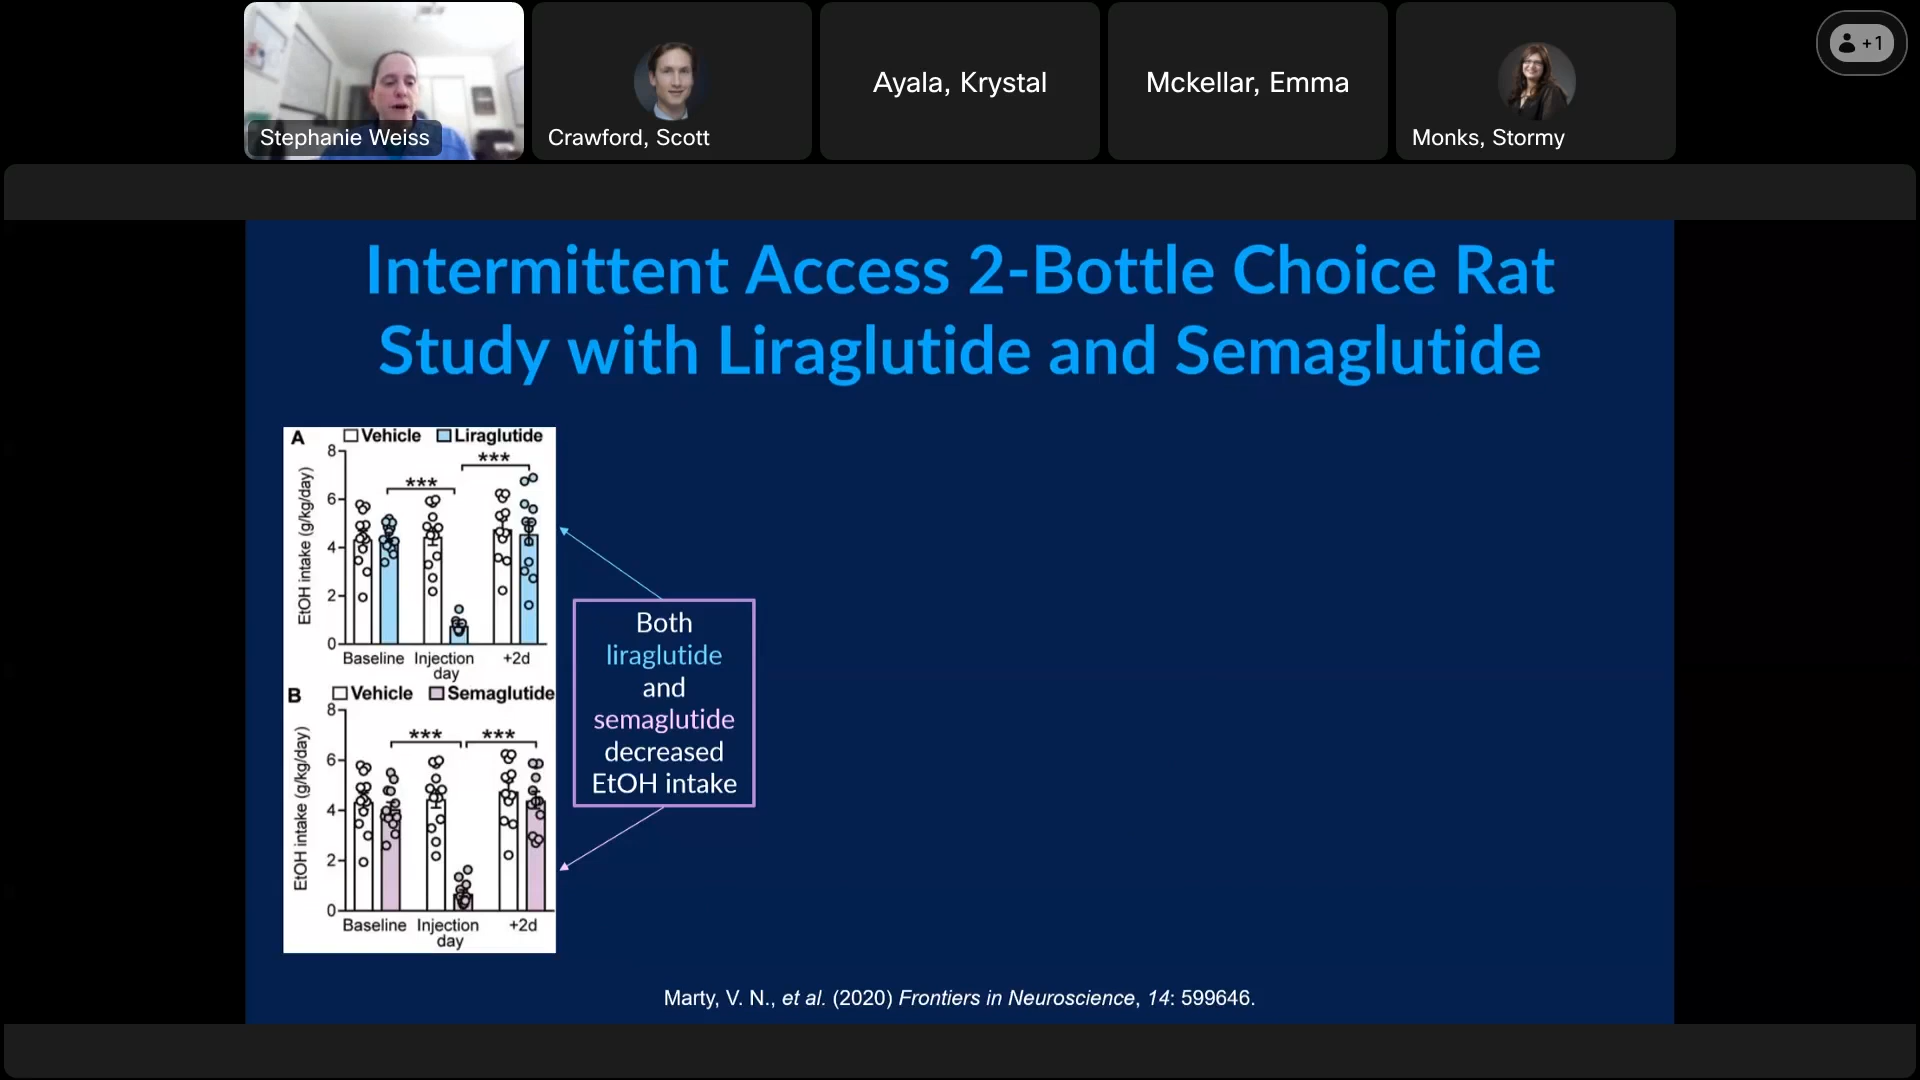 Stephanie Weiss
Crawford, Scott
Ayala, Krystal
Mckellar, Emma
Monks, Stormy
+1
Intermittent Access 2-Bottle Choice Rat
Study with Liraglutide and Semaglutide
A
Vehicle Liraglutide
EtOH intake (g/kg/day)
8
6
4
2
0
***
***
Baseline Injection day +2d
B
Vehicle Semaglutide
EtOH intake (g/kg/day)
8
6
4
2
0
*** ***
Baseline Injection day +2d
Both
liraglutide
and
semaglutide
decreased
EtOH intake
Marty, V. N., et al. (2020) Frontiers in Neuroscience, 14: 599646.